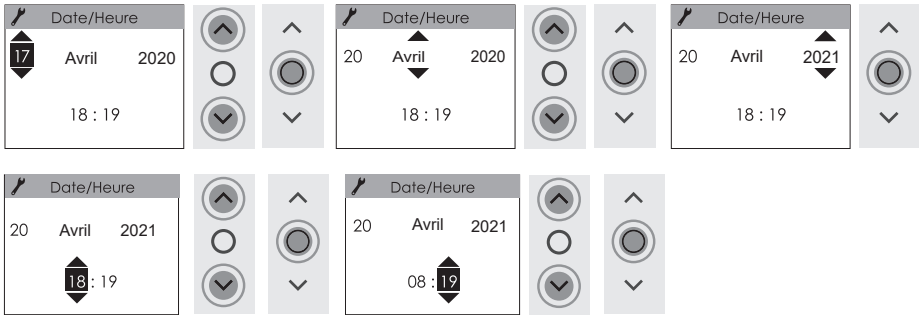 Date/Heure
17 Avril 2020
18 : 19
Date/Heure
20 Avril 2020
18 : 19
Date/Heure
20 Avril 2021
18 : 19
Date/Heure
20 Avril 2021
18 : 19
Date/Heure
20 Avril 2021
08 : 19